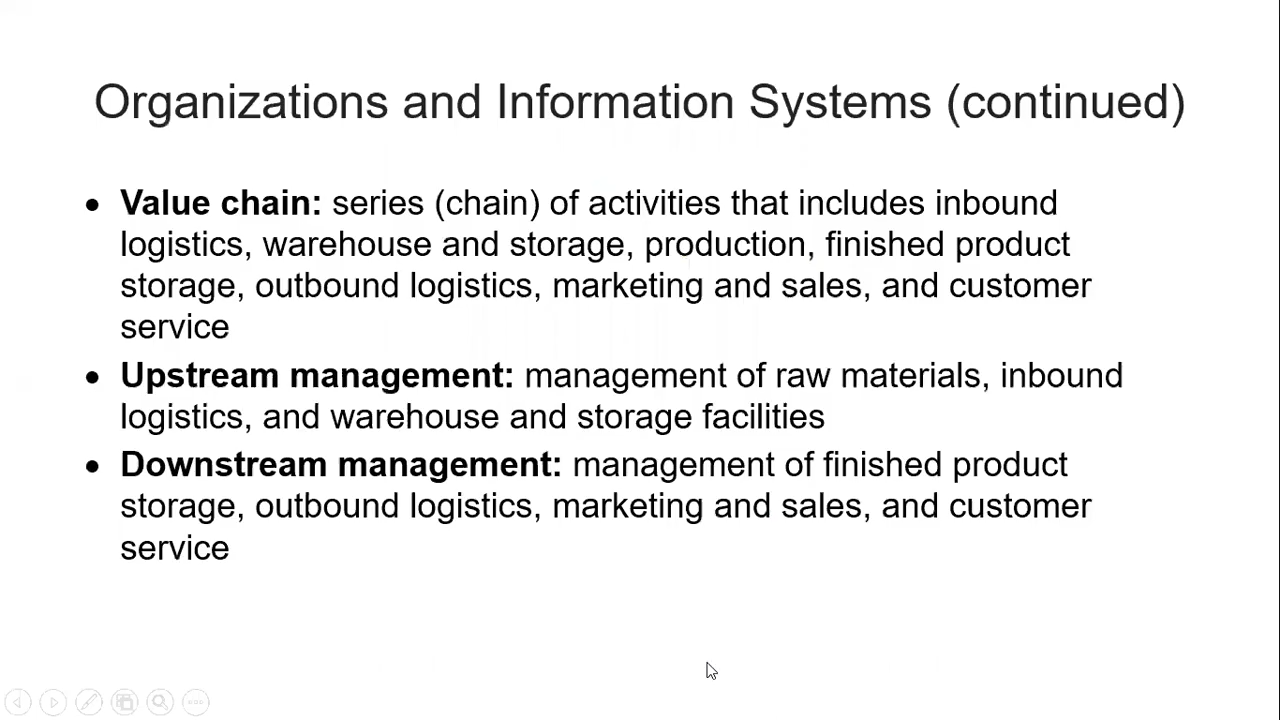 Organizations and Information Systems (continued)
• Value chain: series (chain) of activities that includes inbound
logistics, warehouse and storage, production, finished product
storage, outbound logistics, marketing and sales, and customer
service
• Upstream management: management of raw materials, inbound
logistics, and warehouse and storage facilities
• Downstream management: management of finished product
storage, outbound logistics, marketing and sales, and customer
service